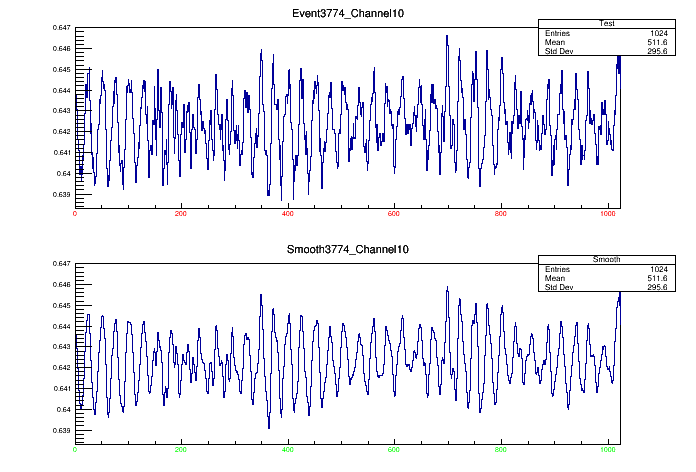 Event3774_Channel10
Test
Entries 1024
Mean 511.6
Std Dev 295.6
0.647
0.646
0.645
0.644
0.643
0.642
0.641
0.64
0.639
0 200 400 600 800 1000
Smooth3774_Channel10
Smooth
Entries 1024
Mean 511.6
Std Dev 295.6
0.647
0.646
0.645
0.644
0.643
0.642
0.641
0.64
0.639
0 200 400 600 800 1000